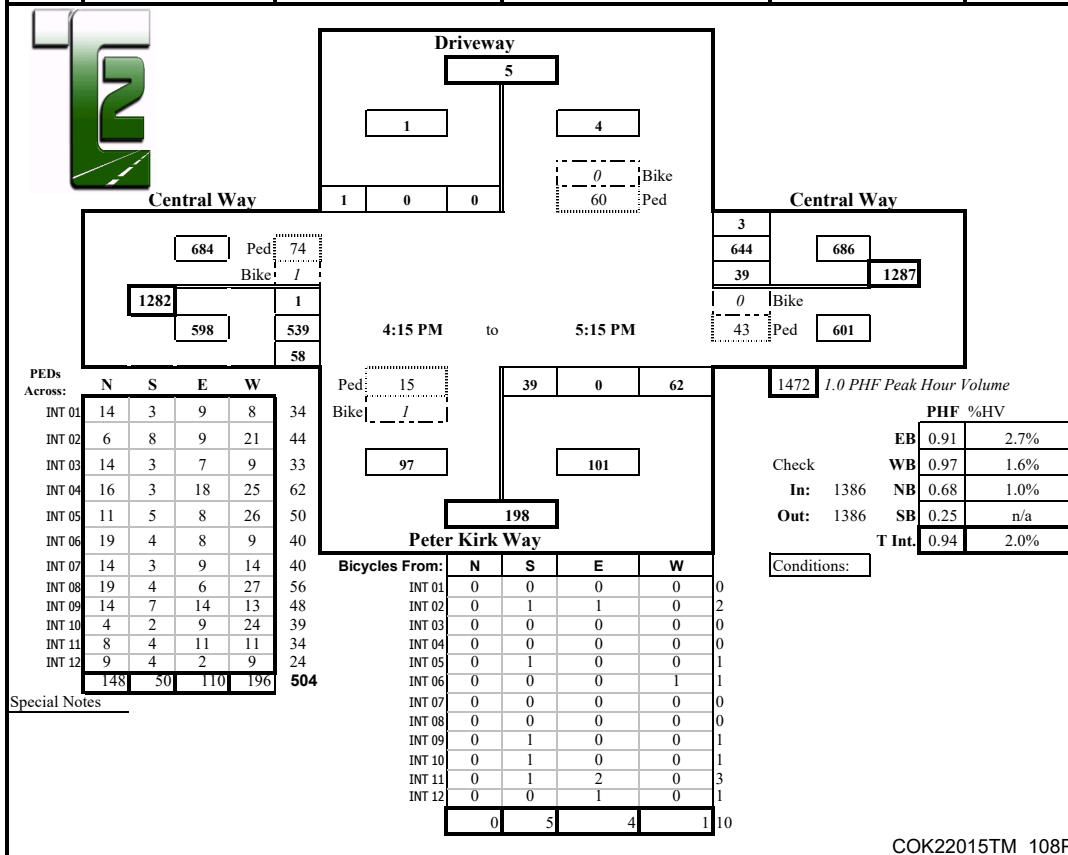 T2
Driveway
5
1 4
0 Bike
60 Ped
Central Way 1 0 0 Central Way
3
684 Ped 74 644 686
Bike 1 39 1287
1282 1 0 Bike
598 539 4:15 PM to 5:15 PM 43 Ped 601
58
PEDs Across: N S E W
Ped 15 39 0 62 1472 1.0 PHF Peak Hour Volume
Bike 1
INT 01 14 3 9 8 34
INT 02 6 8 9 21 44
INT 03 14 3 7 9 33
INT 04 16 3 18 25 62
INT 05 11 5 8 26 50
INT 06 19 4 8 9 40
INT 07 14 3 9 14 40
INT 08 19 4 6 27 56
INT 09 14 7 14 13 48
INT 10 4 2 9 24 39
INT 11 8 4 11 11 34
INT 12 9 4 2 9 24
148 50 110 196 504
Special Notes
97 101
198
Peter Kirk Way
PHF %HV
EB 0.91 2.7%
Check WB 0.97 1.6%
In: 1386 NB 0.68 1.0%
Out: 1386 SB 0.25 n/a
T Int. 0.94 2.0%
Conditions:
Bicycles From: N S E W
INT 01 0 0 0 0 0
INT 02 0 1 1 0 2
INT 03 0 0 0 0 0
INT 04 0 0 0 0 0
INT 05 0 1 0 0 1
INT 06 0 0 0 1 1
INT 07 0 0 0 0 0
INT 08 0 0 0 0 0
INT 09 0 1 0 0 1
INT 10 0 1 0 0 1
INT 11 0 1 2 0 3
INT 12 0 0 1 0 1
0 5 4 1 10